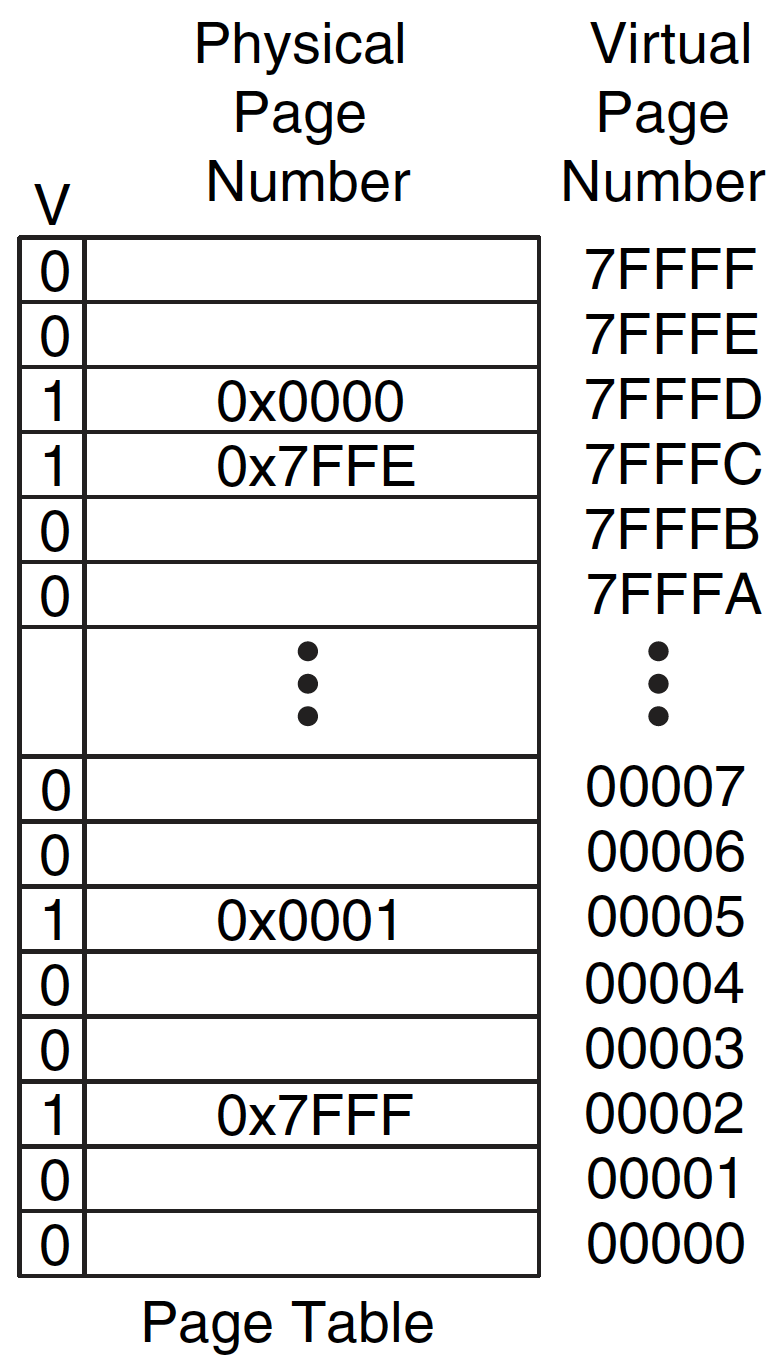 Physical Page Number
Virtual Page Number
V
0 7FFFF
0 7FFFE
1 0x0000 7FFFD
1 0x7FFE 7FFFC
0 7FFFB
0 7FFFA
0 00007
0 00006
1 0x0001 00005
0 00004
0 00003
1 0x7FFF 00002
0 00001
0 00000
Page Table